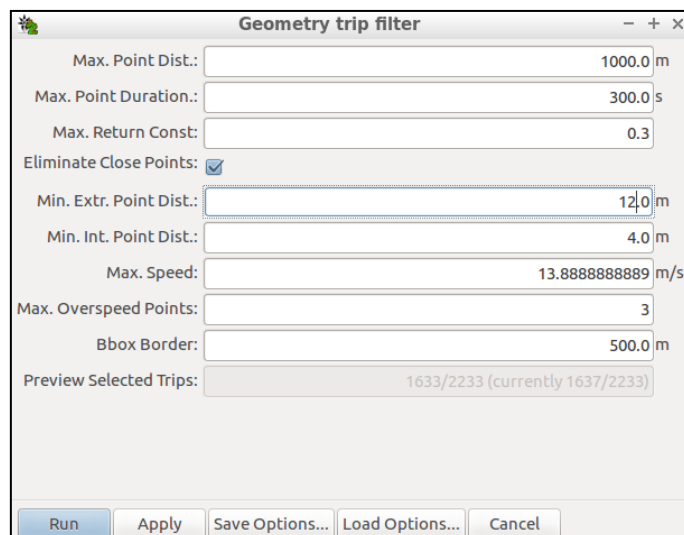 Geometry trip filter
Max. Point Dist.: 1000.0 m
Max. Point Duration.: 300.0 s
Max. Return Const: 0.3
Eliminate Close Points:
Min. Extr. Point Dist.: 12.0 m
Min. Int. Point Dist.: 4.0 m
Max. Speed: 13.8888888889 m/s
Max. Overspeed Points: 3
Bbox Border: 500.0 m
Preview Selected Trips: 1633/2233 (currently 1637/2233)
Run Apply Save Options... Load Options... Cancel